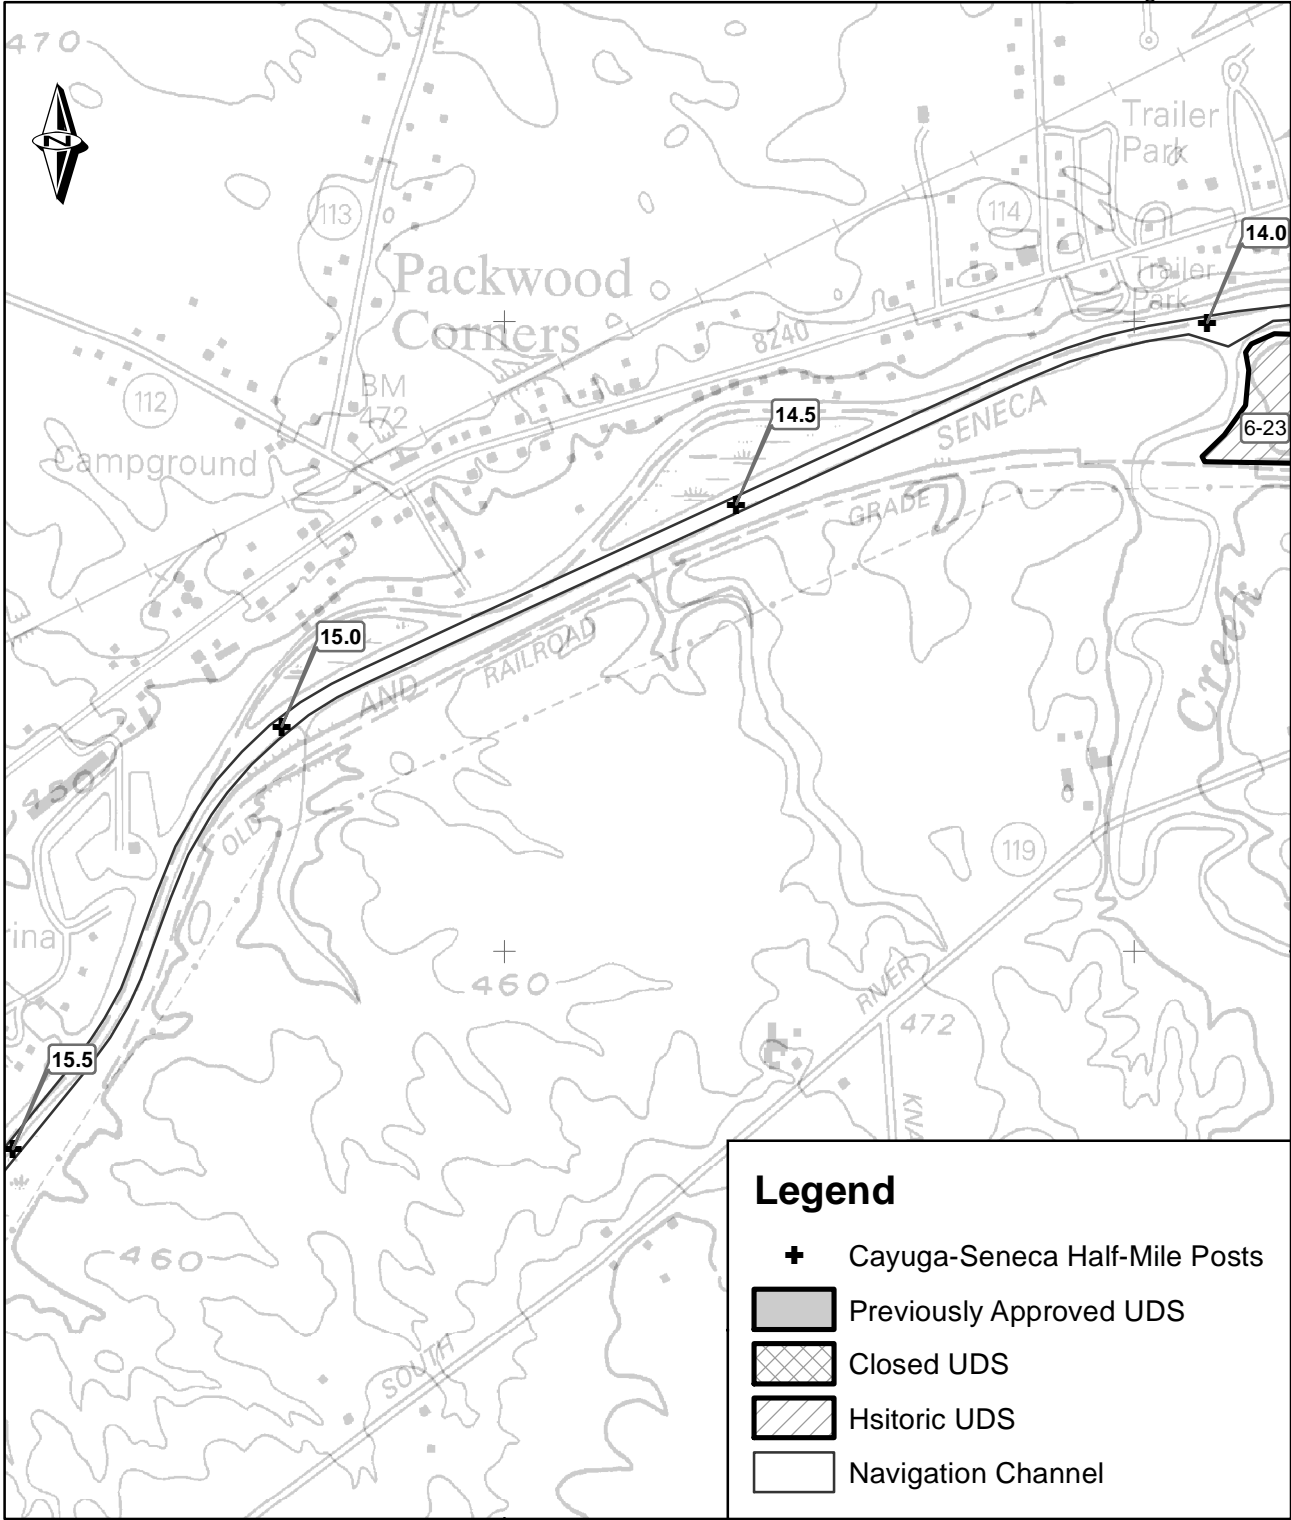 470
N
Trailer
Park
113
114
14.0
Packwood
Corners
Trailer
Park
8240
BM
472
112
14.5
SENECA
6-23
Campground
GRADE
15.0
RAILROAD
AND
Creek
450
OLD
119
rina
460
RIVER
472
15.5
KNA
460
SOUTH
Legend
Cayuga-Seneca Half-Mile Posts
Previously Approved UDS
Closed UDS
Hsitoric UDS
Navigation Channel